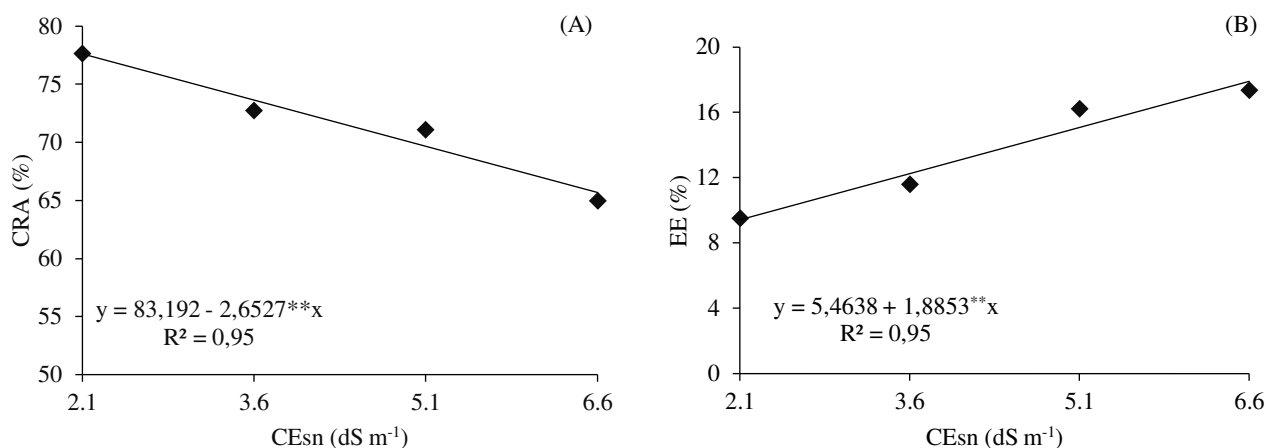 (A)
80
75
70
65
60
55
50
CRA (%)
y = 83,192 - 2,6527**x
R² = 0,95
2.1 3.6 5.1 6.6
CEsn (dS m⁻¹)
(B)
20
16
12
8
4
0
EE (%)
y = 5,4638 + 1,8853**x
R² = 0,95
2.1 3.6 5.1 6.6
CEsn (dS m⁻¹)